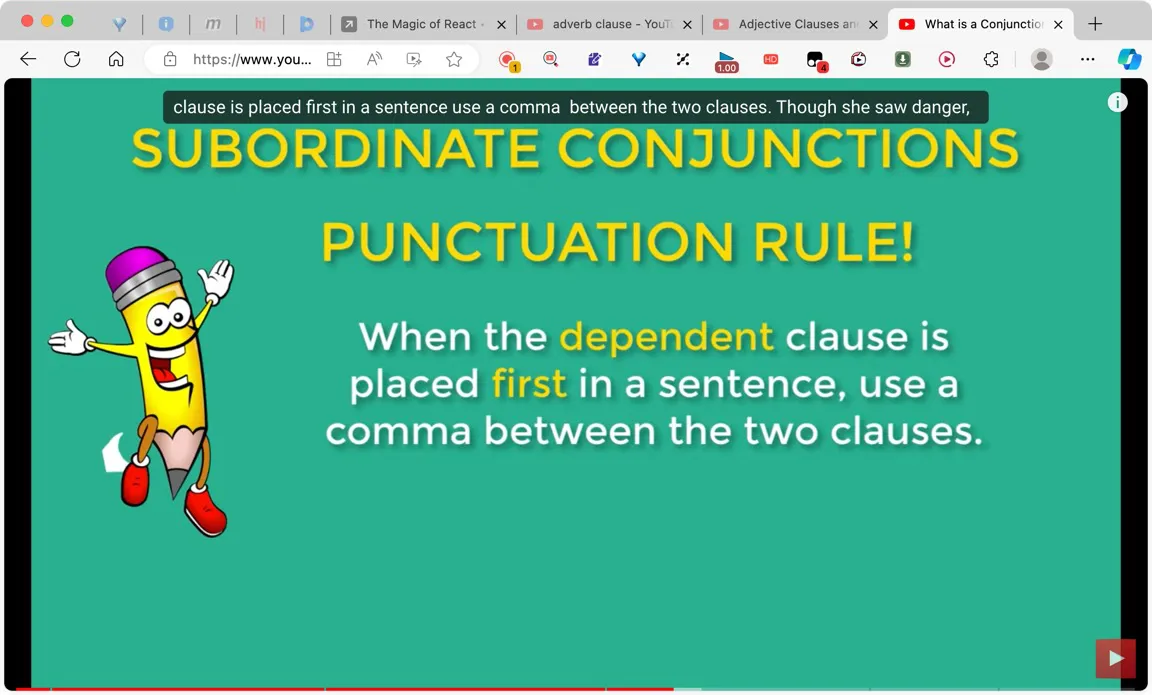 The Magic of React
adverb clause - YouTu
Adjective Clauses an
What is a Conjunctio
https://www.you...
1
1.00
HD
4
clause is placed first in a sentence use a comma between the two clauses. Though she saw danger,
SUBORDINATE CONJUNCTIONS
PUNCTUATION RULE!
When the dependent clause is
placed first in a sentence, use a
comma between the two clauses.